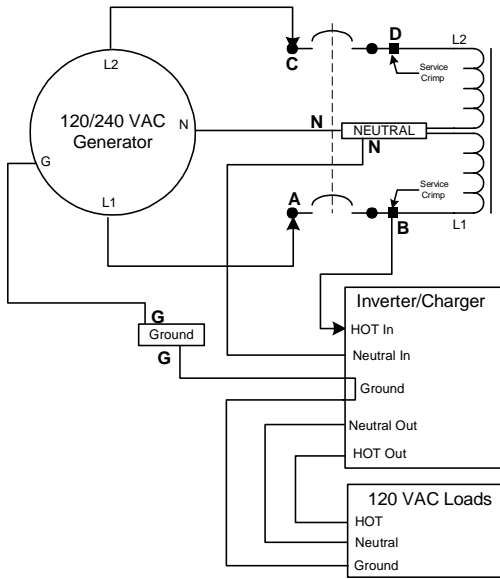 L2
120/240 VAC
Generator
N
G
L1
C
D
L2
Service
Crimp
N
NEUTRAL
N
A
Service
Crimp
B
L1
G
Ground
G
Inverter/Charger
HOT In
Neutral In
Ground
Neutral Out
HOT Out
120 VAC Loads
HOT
Neutral
Ground